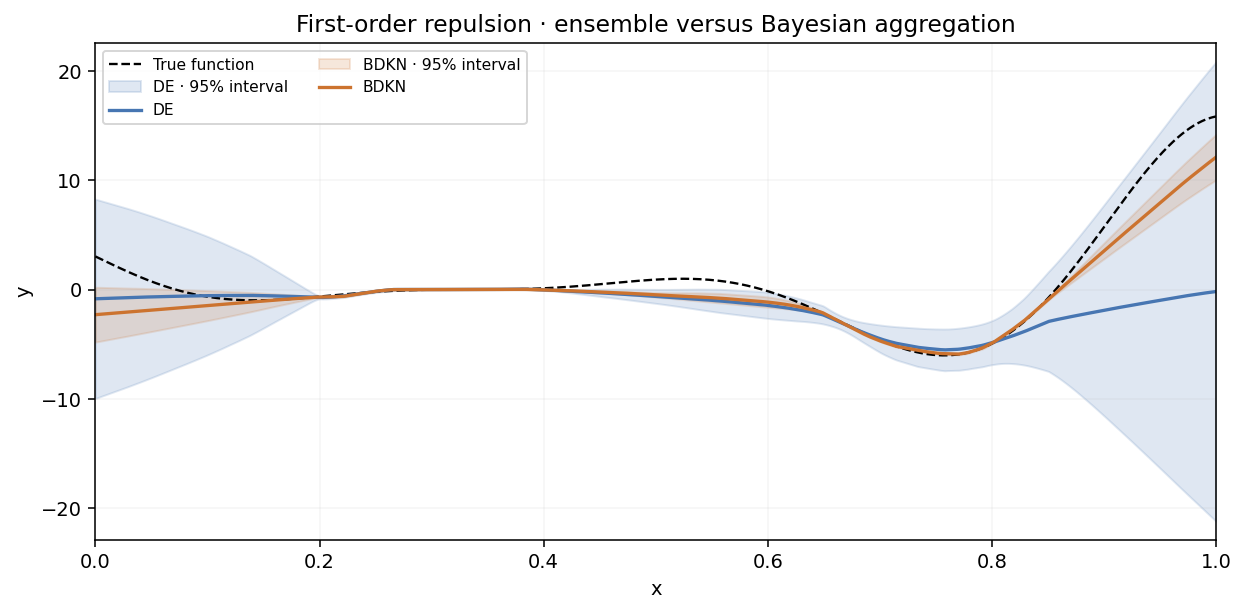 First-order repulsion · ensemble versus Bayesian aggregation
True function
DE · 95% interval
DE
BDKN · 95% interval
BDKN
y
20
10
0
−10
−20
0.0 0.2 0.4 0.6 0.8 1.0
x